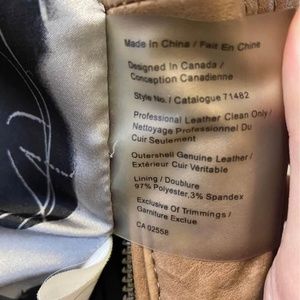 Made in China / Fait En Chine
Designed In Canada /
Conception Canadienne
Style No. / Catalogue 71482
Professional Leather Clean Only /
Nettoyage Professionnel Du
Cuir Seulement
Outershell Genuine Leather /
Extérieur Cuir Véritable
Lining / Doublure
97% Polyester,3% Spandex
Exclusive Of Trimmings /
Garniture Exclue
CA 02558